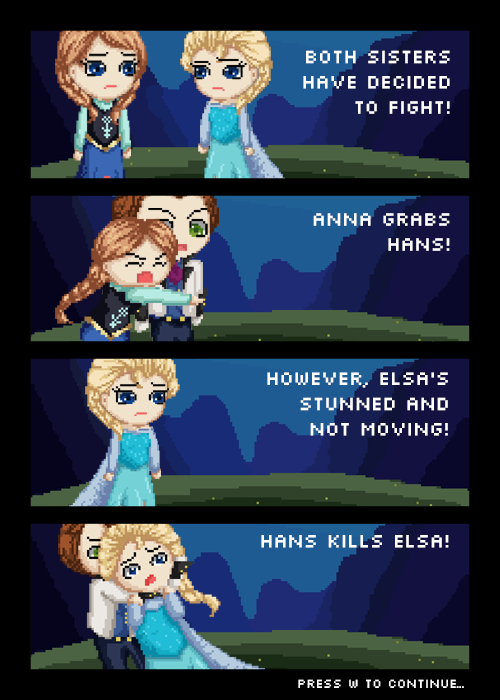 BOTH SISTERS
HAVE DECIDED
TO FIGHT!
ANNA GRABS
HANS!
HOWEVER, ELSA'S
STUNNED AND
NOT MOVING!
HANS KILLS ELSA!
PRESS W TO CONTINUE...